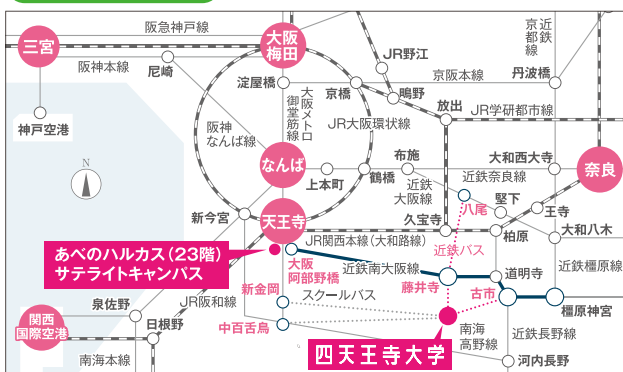 阪急神戸線
三宮
大阪
梅田
JR野江
近鉄
京都線
阪神本線
尼崎
淀屋橋
京橋
京阪本線
丹波橋
鴫野
放出
JR学研都市線
神戸空港
大阪メトロ
御堂筋線
JR大阪環状線
阪神
なんば線
N
なんば
上本町
鶴橋
布施
近鉄奈良線
大和西大寺
奈良
近鉄
大阪線
八尾
堅下
王寺
新今宮
天王寺
久宝寺
柏原
大和八木
JR関西本線(大和路線)
近鉄バス
あべのハルカス(23階)
サテライトキャンパス
大阪
阿部野橋
近鉄南大阪線
藤井寺
道明寺
古市
近鉄橿原線
橿原神宮
新金岡
スクールバス
JR阪和線
泉佐野
関西
国際空港
日根野
中百舌鳥
南海本線
四天王寺大学
南海
高野線
近鉄長野線
河内長野